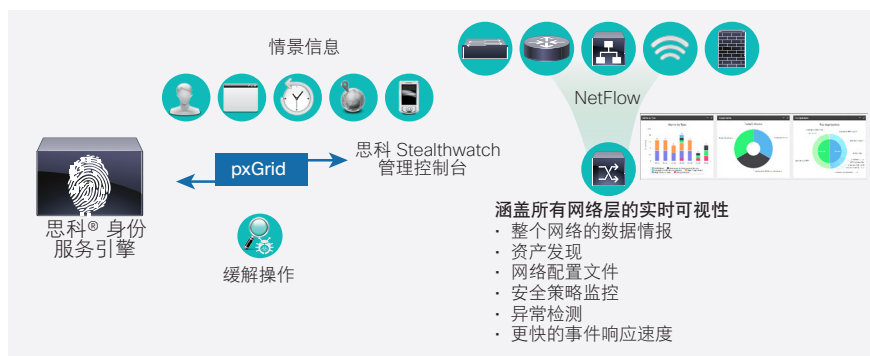 情景信息
NetFlow
思科 Stealthwatch
管理控制台
pxGrid
思科® 身份
服务引擎
缓解操作
涵盖所有网络层的实时可视性
· 整个网络的数据情报
· 资产发现
· 网络配置文件
· 安全策略监控
· 异常检测
· 更快的事件响应速度